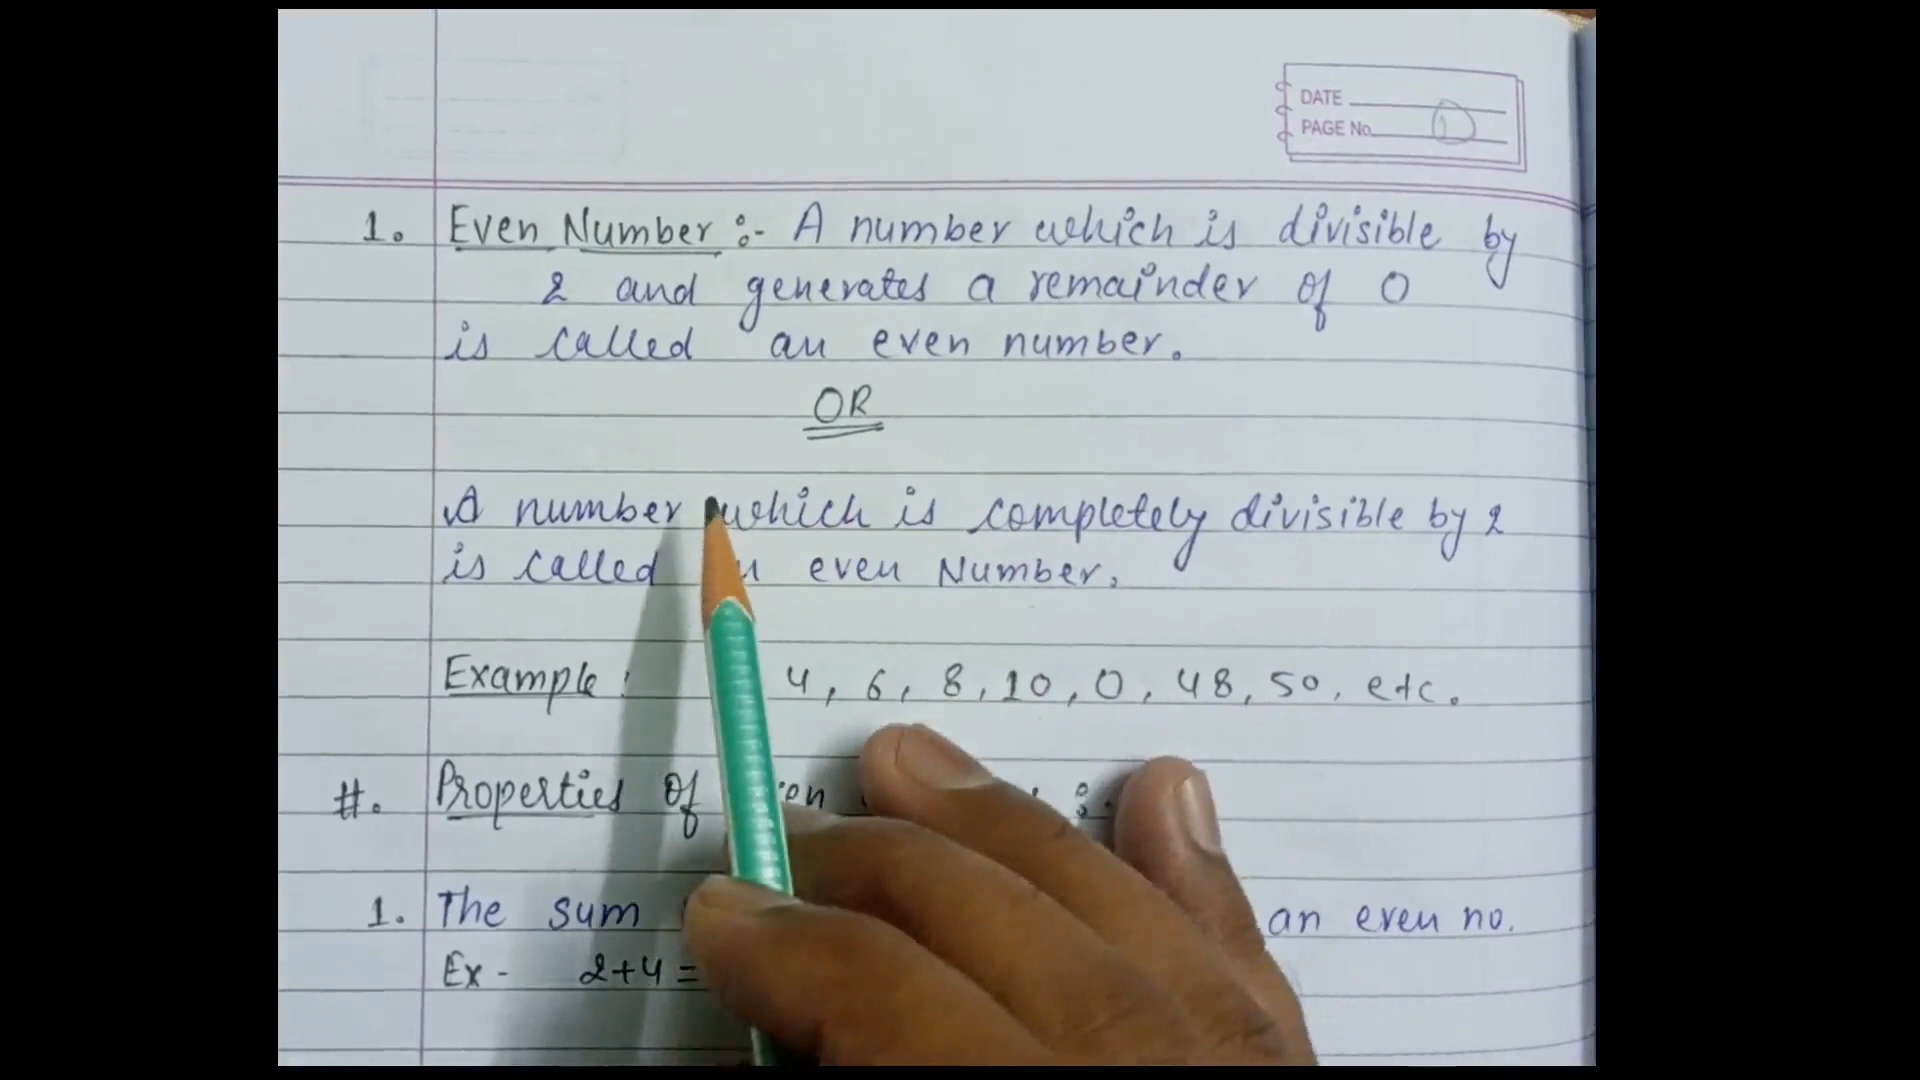 DATE
PAGE No. 1
1. Even Number :- A number which is divisible by
2 and generates a remainder of 0
is called an even number.
OR
A number which is completely divisible by 2
is called even Number.
Example : 4, 6, 8, 10, 0, 48, 50, etc.
#. Properties of :-
1. The sum an even no.
Ex - 2+4=